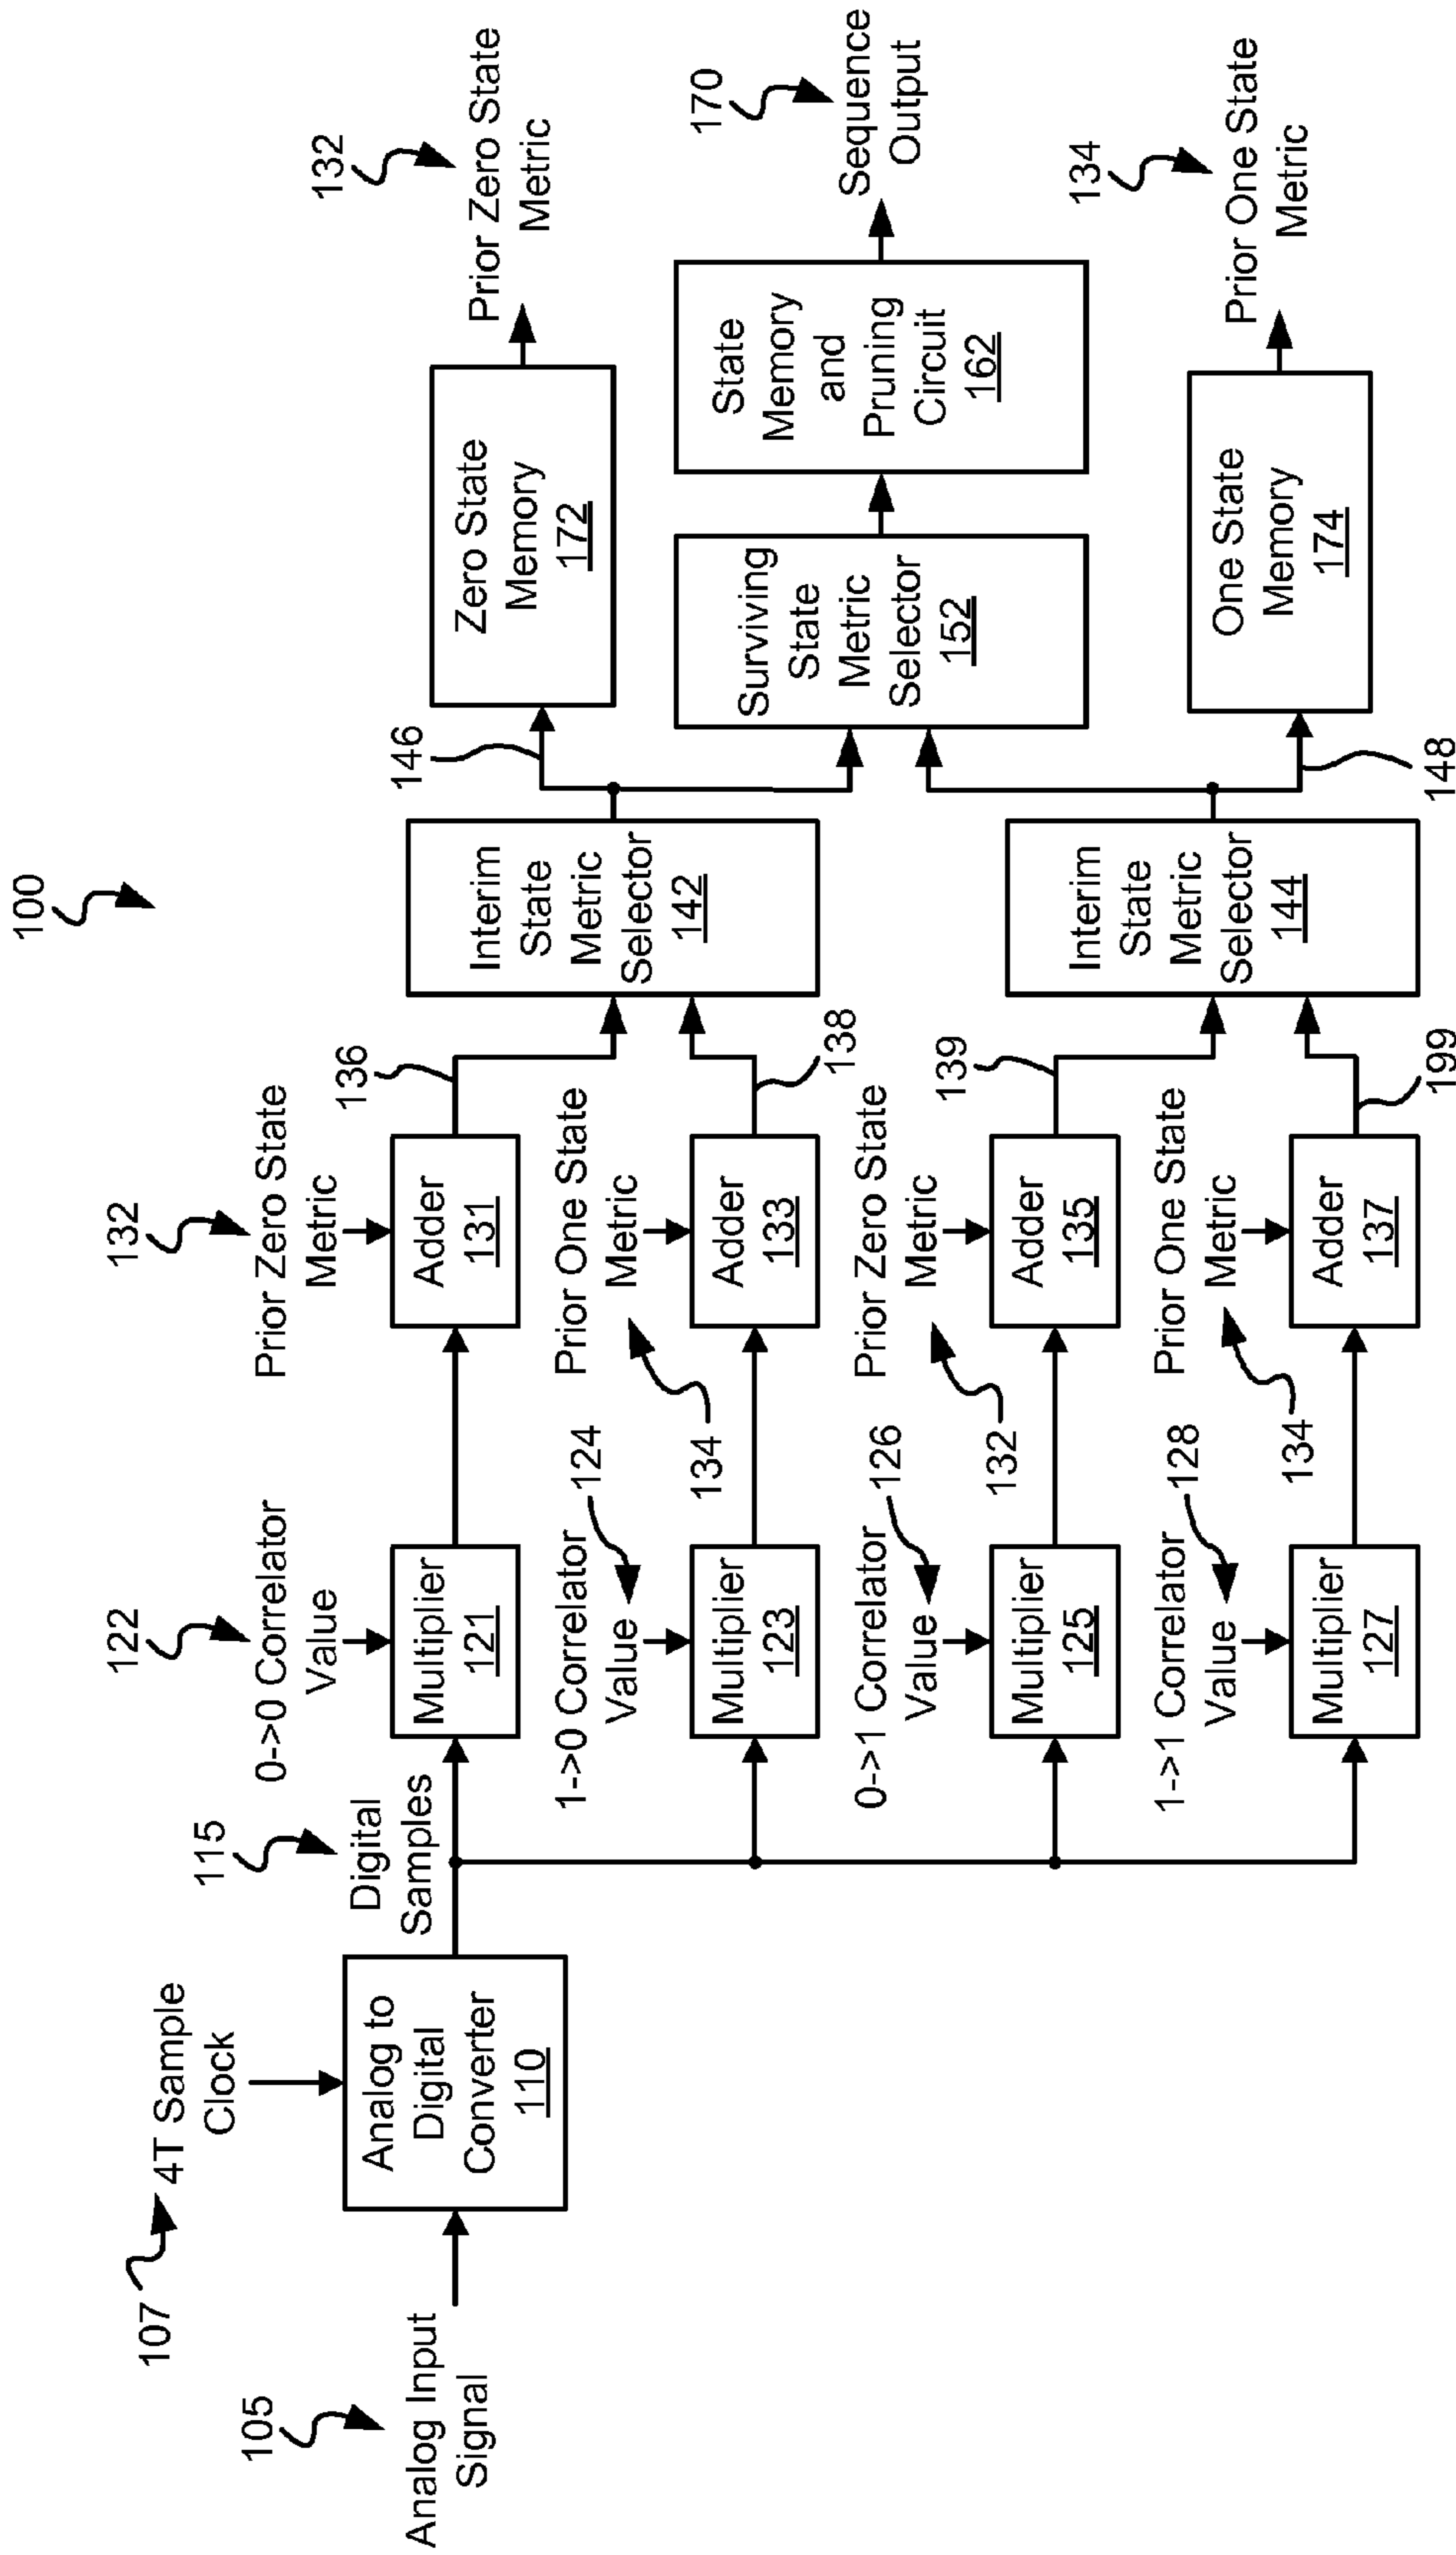 100
105
Analog Input
Signal
107
4T Sample
Clock
Analog to
Digital
Converter
110
115
Digital
Samples
122
0->0 Correlator
Value
Multiplier
121
132
Prior Zero State
Metric
Adder
131
136
1->0 Correlator
Value
124
Multiplier
123
134
Prior One State
Metric
Adder
133
138
0->1 Correlator
Value
126
Multiplier
125
132
Prior Zero State
Metric
Adder
135
139
1->1 Correlator
Value
128
Multiplier
127
134
Prior One State
Metric
Adder
137
199
Interim
State
Metric
Selector
142
Interim
State
Metric
Selector
144
146
148
Zero State
Memory
172
132
Prior Zero State
Metric
Surviving
State
Metric
Selector
152
State
Memory
and
Pruning
Circuit
162
170
Sequence
Output
One State
Memory
174
134
Prior One State
Metric